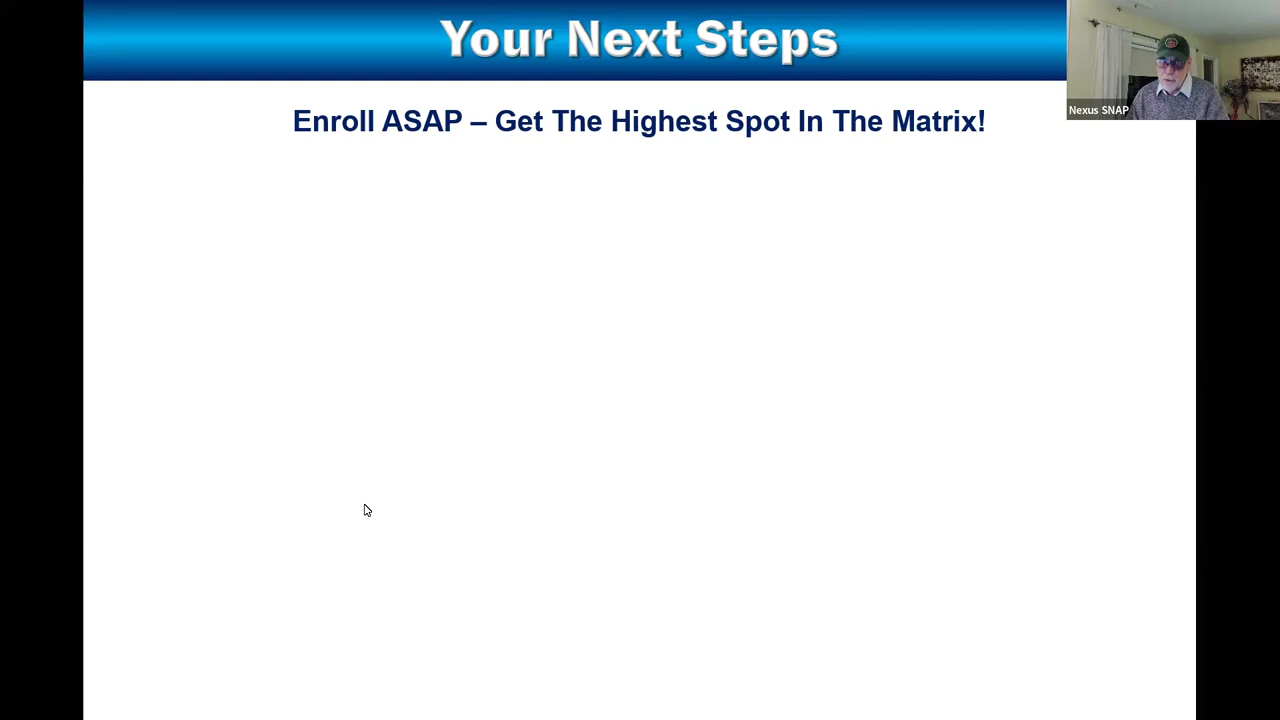 Your Next Steps
Enroll ASAP – Get The Highest Spot In The Matrix!
Nexus SNAP